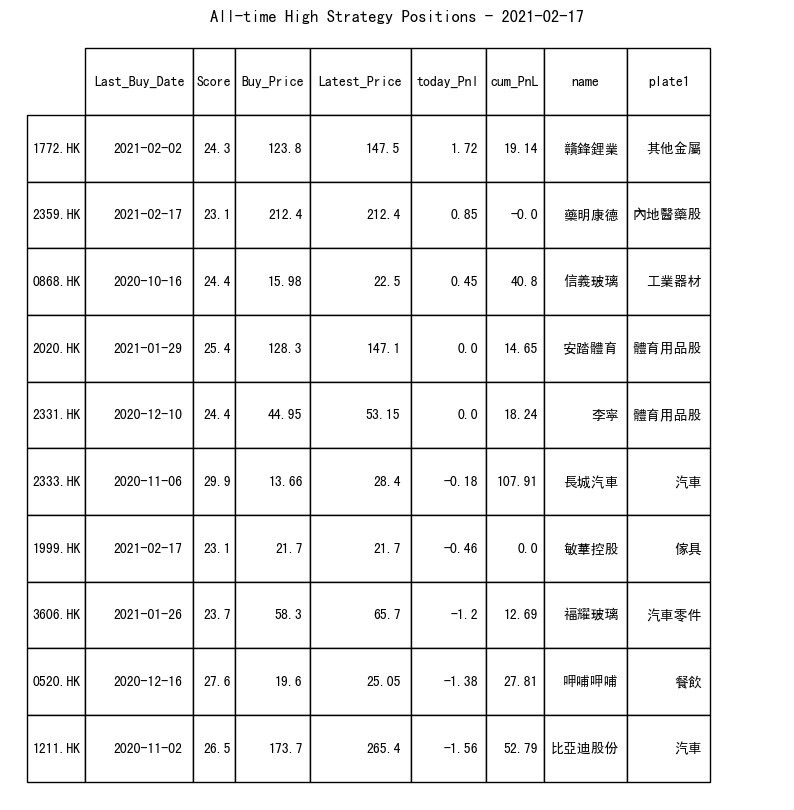 All-time High Strategy Positions - 2021-02-17
Last_Buy_Date Score Buy_Price Latest_Price today_Pnl cum_PnL name plate1
1772.HK 2021-02-02 24.3 123.8 147.5 1.72 19.14 贛鋒鋰業 其他金屬
2359.HK 2021-02-17 23.1 212.4 212.4 0.85 -0.0 藥明康德 內地醫藥股
0868.HK 2020-10-16 24.4 15.98 22.5 0.45 40.8 信義玻璃 工業器材
2020.HK 2021-01-29 25.4 128.3 147.1 0.0 14.65 安踏體育 體育用品股
2331.HK 2020-12-10 24.4 44.95 53.15 0.0 18.24 李寧 體育用品股
2333.HK 2020-11-06 29.9 13.66 28.4 -0.18 107.91 長城汽車 汽車
1999.HK 2021-02-17 23.1 21.7 21.7 -0.46 0.0 敏華控股 傢具
3606.HK 2021-01-26 23.7 58.3 65.7 -1.2 12.69 福耀玻璃 汽車零件
0520.HK 2020-12-16 27.6 19.6 25.05 -1.38 27.81 呷哺呷哺 餐飲
1211.HK 2020-11-02 26.5 173.7 265.4 -1.56 52.79 比亞迪股份 汽車